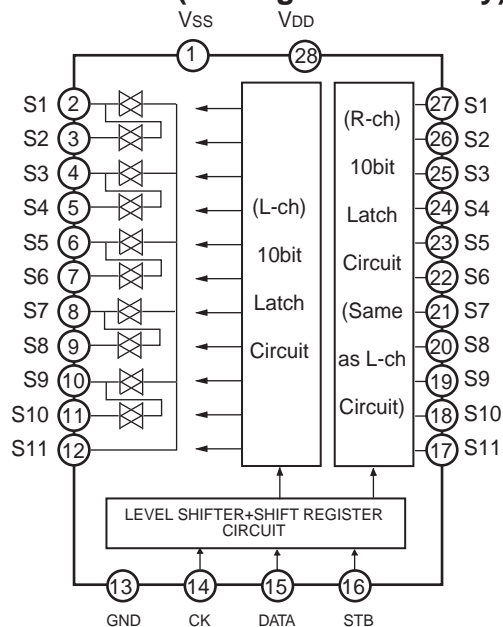 VSS VDD
1 28
S1 2 27 S1
S2 3 26 S2
S3 4 25 S3
S4 5 24 S4
S5 6 23 S5
S6 7 22 S6
S7 8 21 S7
S8 9 20 S8
S9 10 19 S9
S10 11 18 S10
S11 12 17 S11
(L-ch)
10bit
Latch
Circuit
(R-ch)
10bit
Latch
Circuit
(Same
as L-ch
Circuit)
LEVEL SHIFTER+SHIFT REGISTER
CIRCUIT
13 14 15 16
GND CK DATA STB